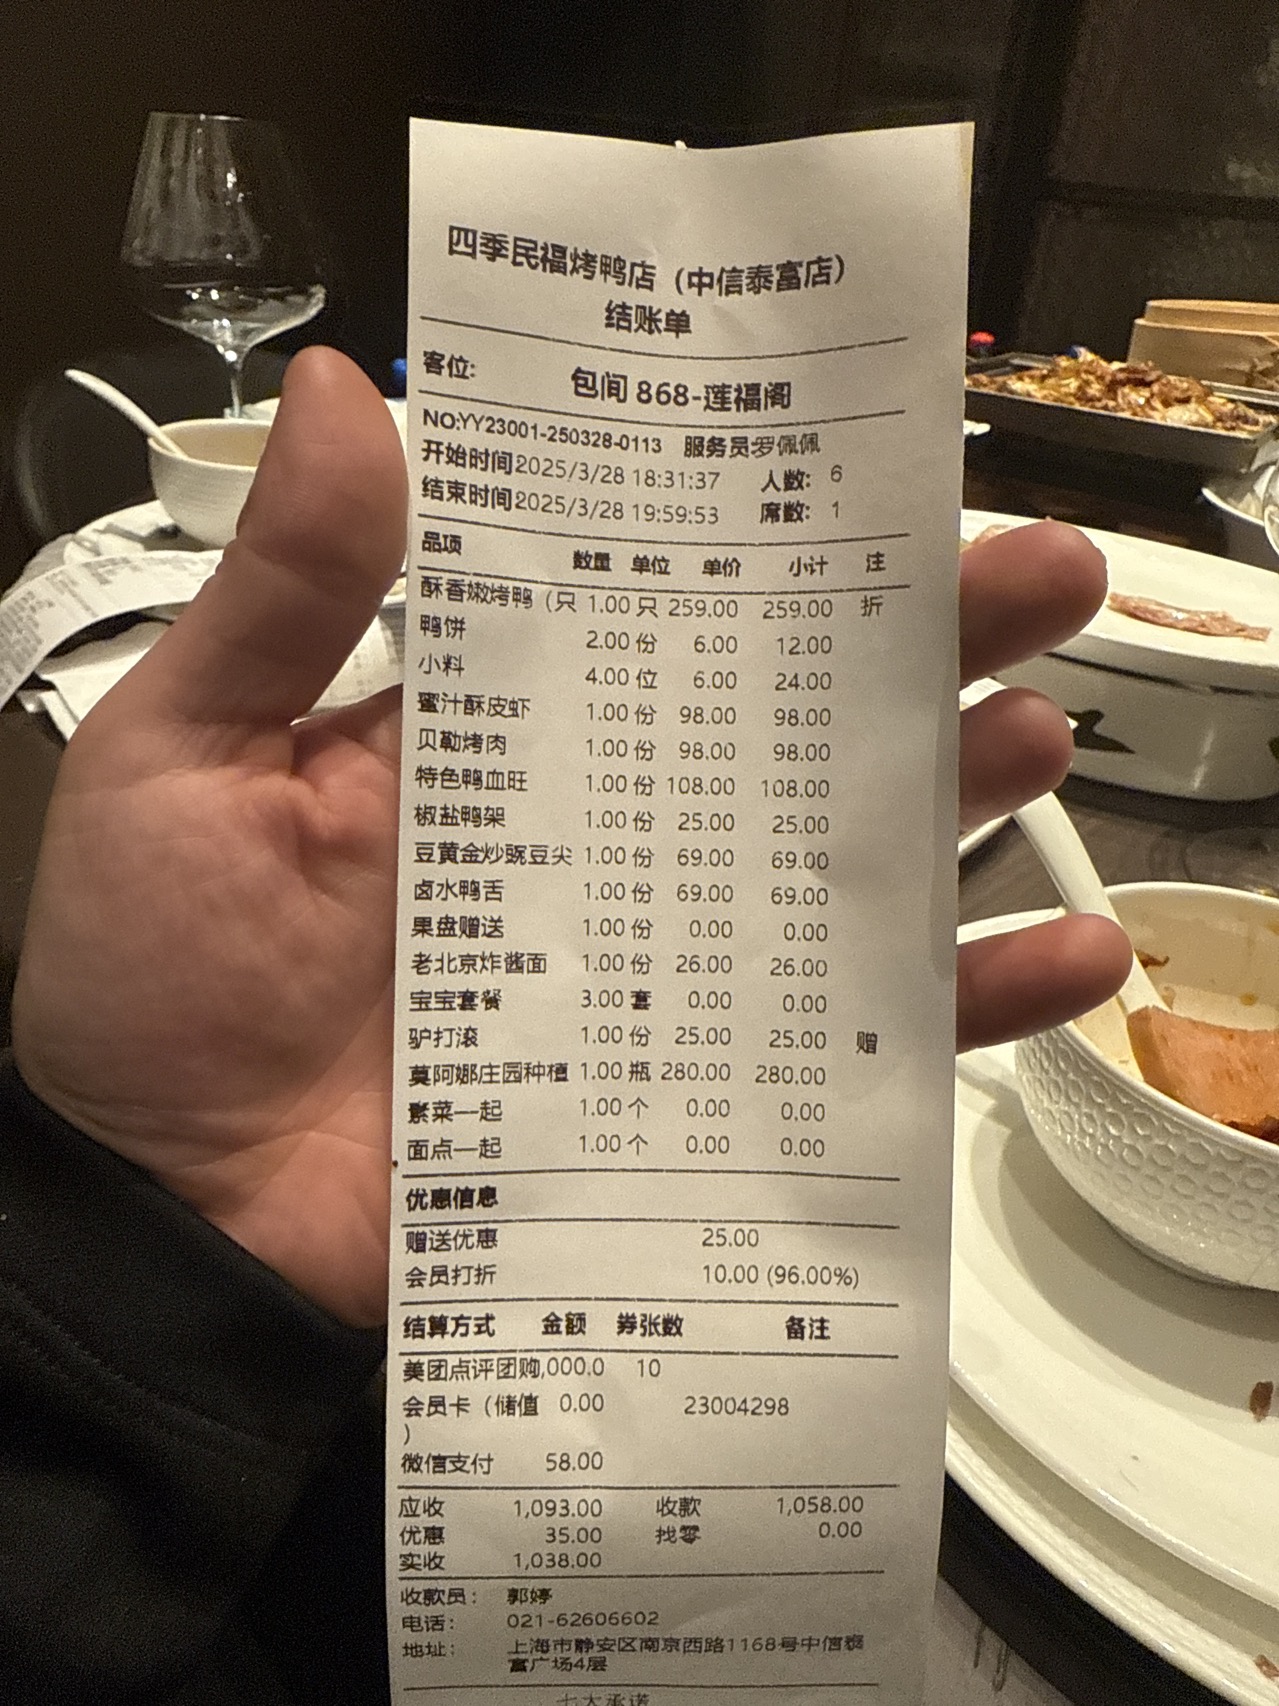 四季民福烤鸭店（中信泰富店）
结账单
客位: 包间 868-莲福阁
NO:YY23001-250328-0113 服务员罗佩佩
开始时间2025/3/28 18:31:37 人数: 6
结束时间2025/3/28 19:59:53 席数: 1
品项 数量 单位 单价 小计 注
酥香嫩烤鸭（只 1.00 只 259.00 259.00 折
鸭饼 2.00 份 6.00 12.00
小料 4.00 位 6.00 24.00
蜜汁酥皮虾 1.00 份 98.00 98.00
贝勒烤肉 1.00 份 98.00 98.00
特色鸭血旺 1.00 份 108.00 108.00
椒盐鸭架 1.00 份 25.00 25.00
豆黄金炒豌豆尖 1.00 份 69.00 69.00
卤水鸭舌 1.00 份 69.00 69.00
果盘赠送 1.00 份 0.00 0.00
老北京炸酱面 1.00 份 26.00 26.00
宝宝套餐 3.00 套 0.00 0.00
驴打滚 1.00 份 25.00 25.00 赠
莫阿娜庄园种植 1.00 瓶 280.00 280.00
素菜一起 1.00 个 0.00 0.00
面点一起 1.00 个 0.00 0.00
优惠信息
赠送优惠 25.00
会员打折 10.00 (96.00%)
结算方式 金额 券张数 备注
美团点评团购,000.0 10
会员卡（储值 0.00 23004298
）
微信支付 58.00
应收 1,093.00 收款 1,058.00
优惠 35.00 找零 0.00
实收 1,038.00
收款员: 郭婷
电话: 021-62606602
地址: 上海市静安区南京西路1168号中信泰
富广场4层
七大承诺